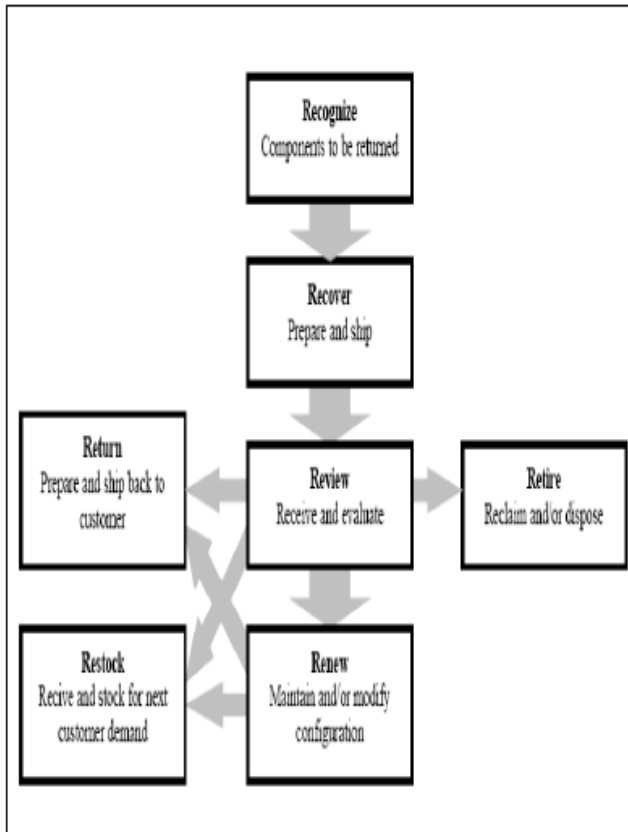 Recognize
Components to be returned
Recover
Prepare and ship
Return
Prepare and ship back to
customer
Review
Receive and evaluate
Retire
Reclaim and/or dispose
Restock
Recive and stock for next
customer demand
Renew
Maintain and/or modify
configuration